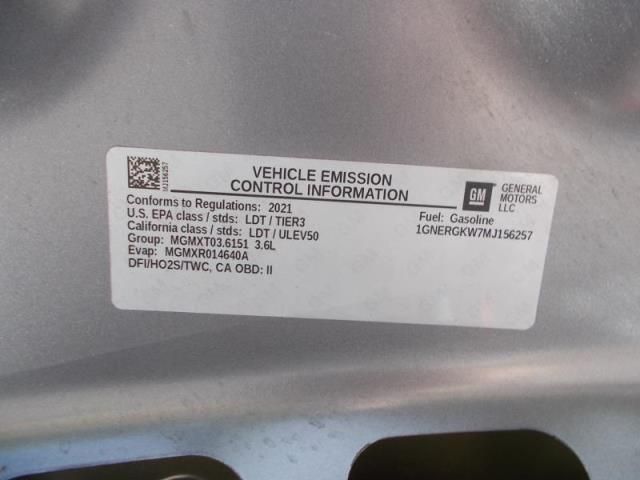 MJ156257
VEHICLE EMISSION
CONTROL INFORMATION
GM
GENERAL
MOTORS
LLC
Conforms to Regulations: 2021
U.S. EPA class / stds: LDT / TIER3
California class / stds: LDT / ULEV50
Group: MGMXT03.6151 3.6L
Evap: MGMXR014640A
DFI/HO2S/TWC, CA OBD: II
Fuel: Gasoline
1GNERGKW7MJ156257